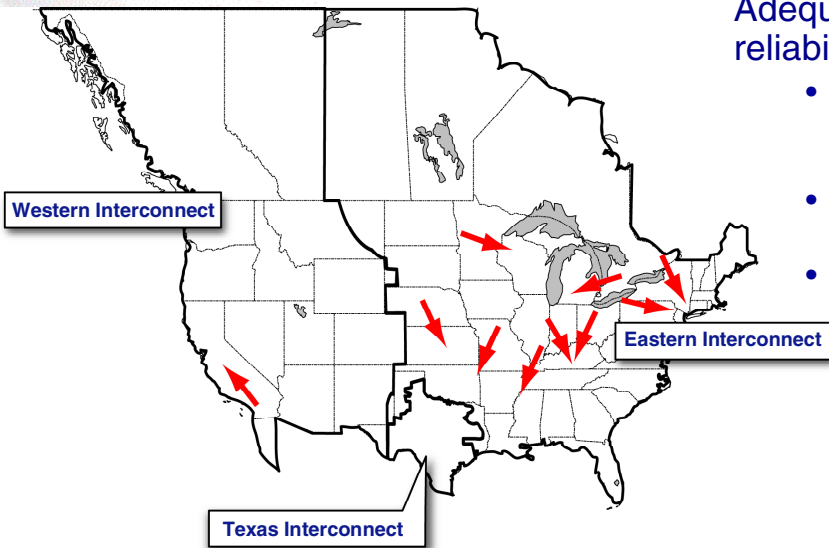 Adequ
reliabi
•
•
•
Western Interconnect
Eastern Interconnect
Texas Interconnect